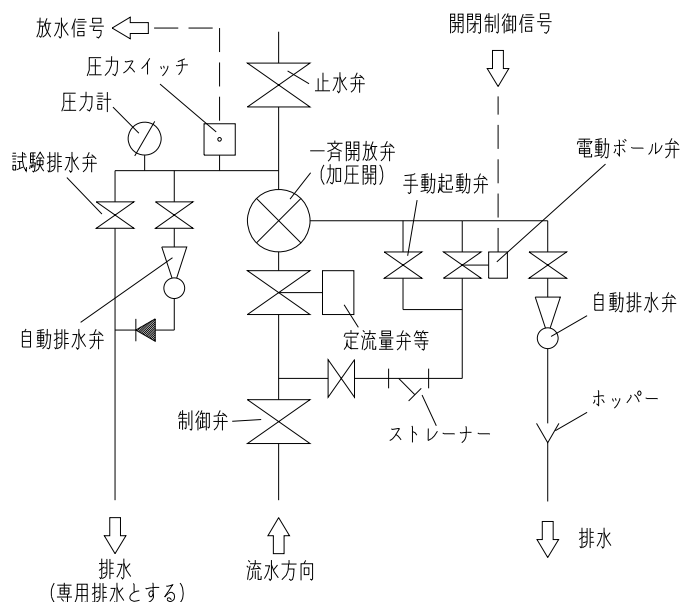 放水信号
開閉制御信号
圧力スイッチ
止水弁
圧力計
一斉開放弁
(加圧開)
電動ボール弁
試験排水弁
手動起動弁
自動排水弁
定流量弁等
自動排水弁
制御弁
ストレーナー
ホッパー
排水
(専用排水とする)
流水方向
排水